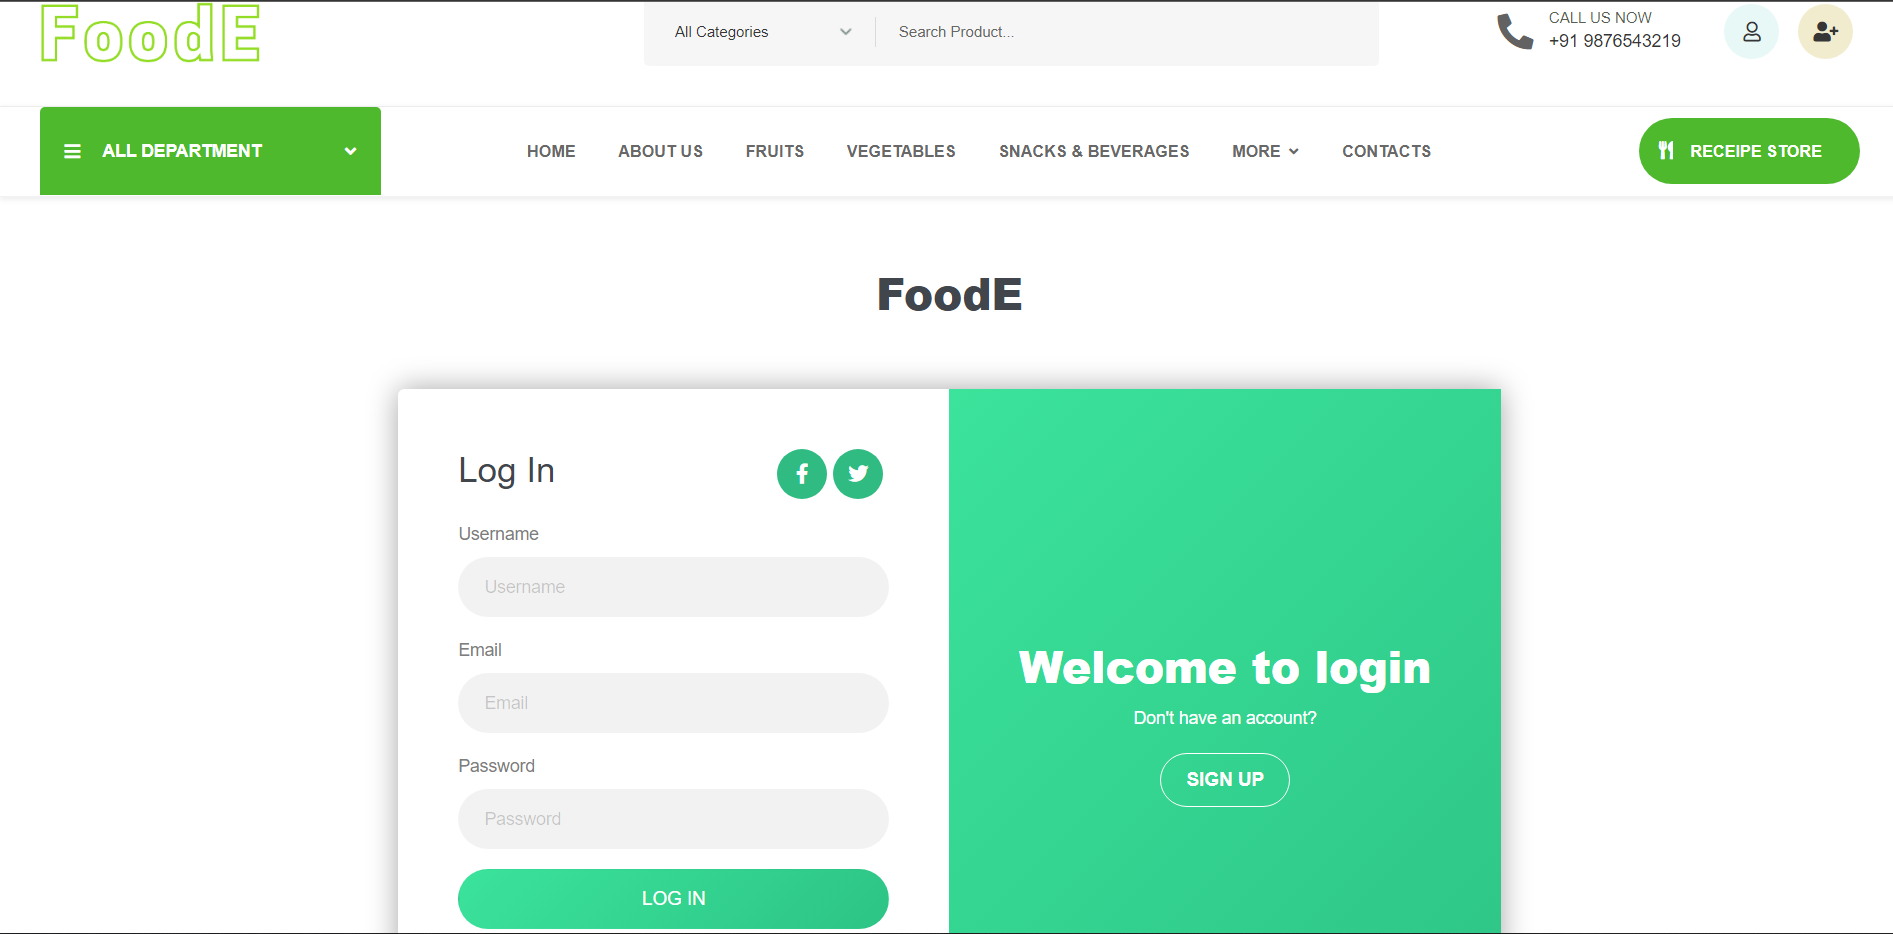 FoodE
All Categories
Search Product...
CALL US NOW
+91 9876543219
ALL DEPARTMENT
HOME
ABOUT US
FRUITS
VEGETABLES
SNACKS & BEVERAGES
MORE
CONTACTS
RECEIPE STORE
FoodE
Log In
Username
Username
Email
Email
Password
Password
LOG IN
Welcome to login
Don't have an account?
SIGN UP